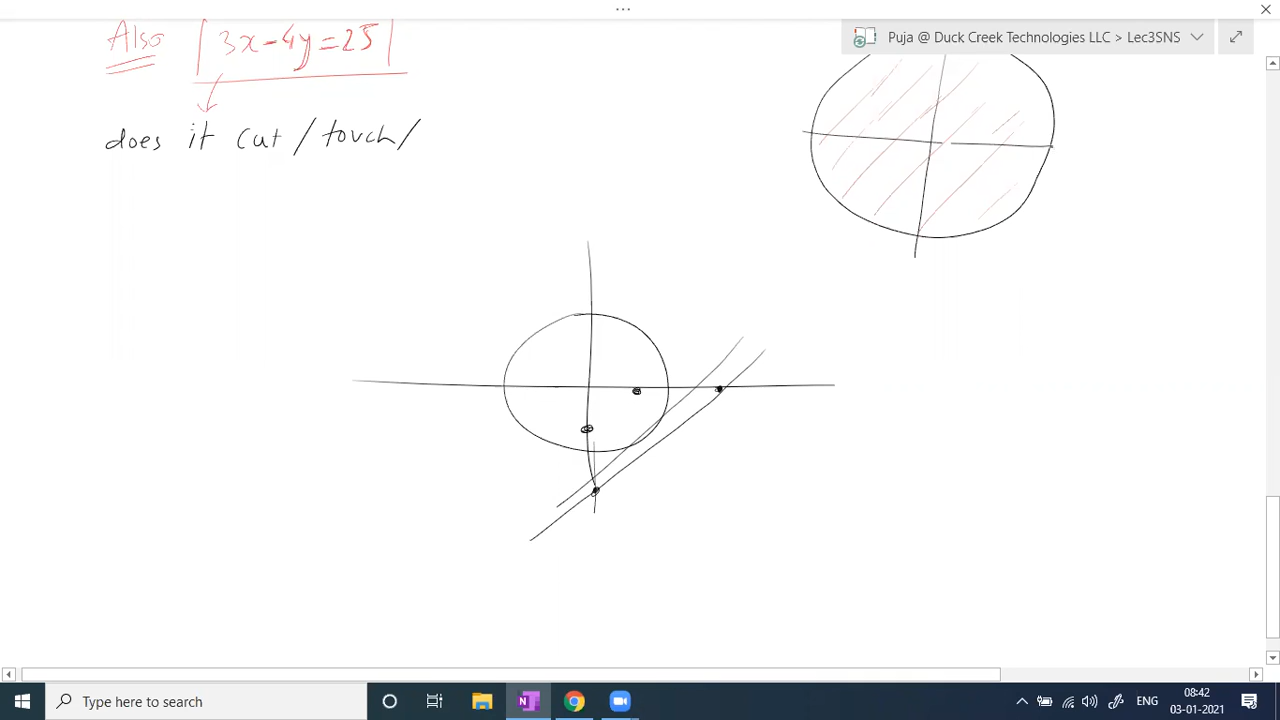 Also | 3x-4y=25 |
Puja @ Duck Creek Technologies LLC > Lec3SNS
does it cut / touch /
Type here to search
ENG
08:42
03-01-2021